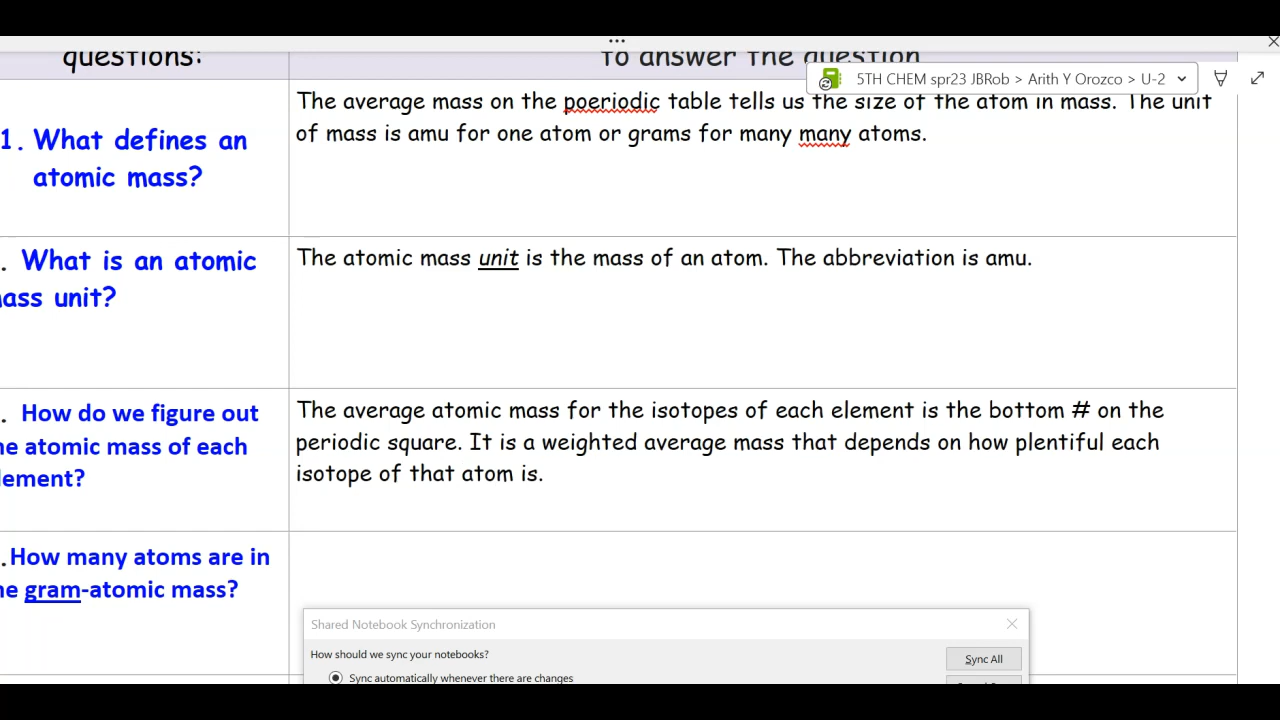 questions:
to answer the question
5TH CHEM spr23 JBRob > Arith Y Orozco > U-2
1. What defines an
atomic mass?
The average mass on the poeriodic table tells us the size of the atom in mass. The unit
of mass is amu for one atom or grams for many many atoms.
. What is an atomic
ass unit?
The atomic mass unit is the mass of an atom. The abbreviation is amu.
. How do we figure out
e atomic mass of each
lement?
The average atomic mass for the isotopes of each element is the bottom # on the
periodic square. It is a weighted average mass that depends on how plentiful each
isotope of that atom is.
.How many atoms are in
e gram-atomic mass?
Shared Notebook Synchronization
How should we sync your notebooks?
Sync All
Sync automatically whenever there are changes